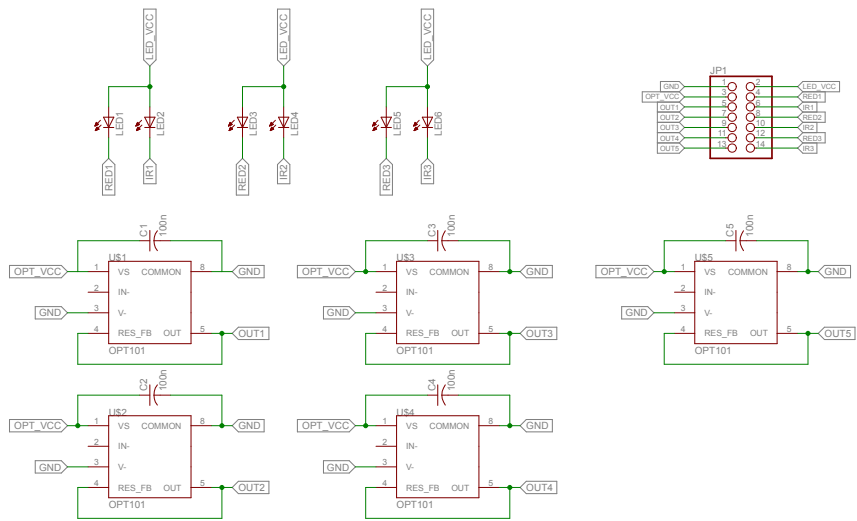 LED_VCC
LED_VCC
LED_VCC
LED1
LED2
LED3
LED4
LED5
LED6
RED1
IR1
RED2
IR2
RED3
IR3
JP1
GND 1 2 LED_VCC
OPT_VCC 3 4 RED1
OUT1 5 6 IR1
OUT2 7 8 RED2
OUT3 9 10 IR2
OUT4 11 12 RED3
OUT5 13 14 IR3
C1
100n
U$1
OPT_VCC 1 VS COMMON 8 GND
2 IN-
GND 3 V-
4 RES_FB OUT 5 OUT1
OPT101
C3
100n
U$3
OPT_VCC 1 VS COMMON 8 GND
2 IN-
GND 3 V-
4 RES_FB OUT 5 OUT3
OPT101
C5
100n
U$5
OPT_VCC 1 VS COMMON 8 GND
2 IN-
GND 3 V-
4 RES_FB OUT 5 OUT5
OPT101
C2
100n
U$2
OPT_VCC 1 VS COMMON 8 GND
2 IN-
GND 3 V-
4 RES_FB OUT 5 OUT2
OPT101
C4
100n
U$4
OPT_VCC 1 VS COMMON 8 GND
2 IN-
GND 3 V-
4 RES_FB OUT 5 OUT4
OPT101